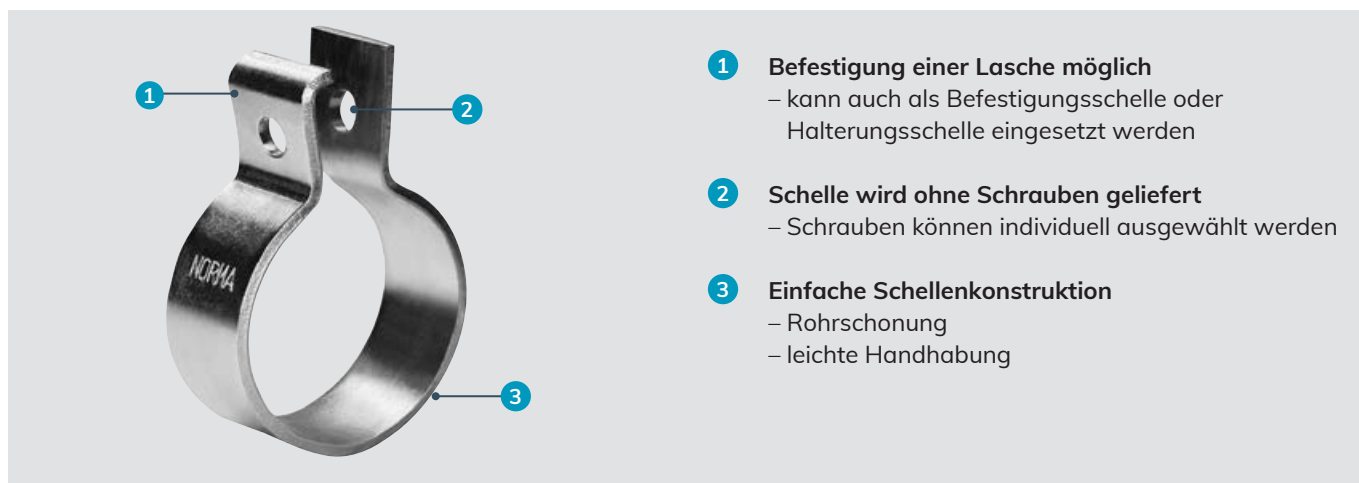 1
2
3
NORMA
1 Befestigung einer Lasche möglich
– kann auch als Befestigungsschelle oder
Halterungsschelle eingesetzt werden
2 Schelle wird ohne Schrauben geliefert
– Schrauben können individuell ausgewählt werden
3 Einfache Schellenkonstruktion
– Rohrschonung
– leichte Handhabung